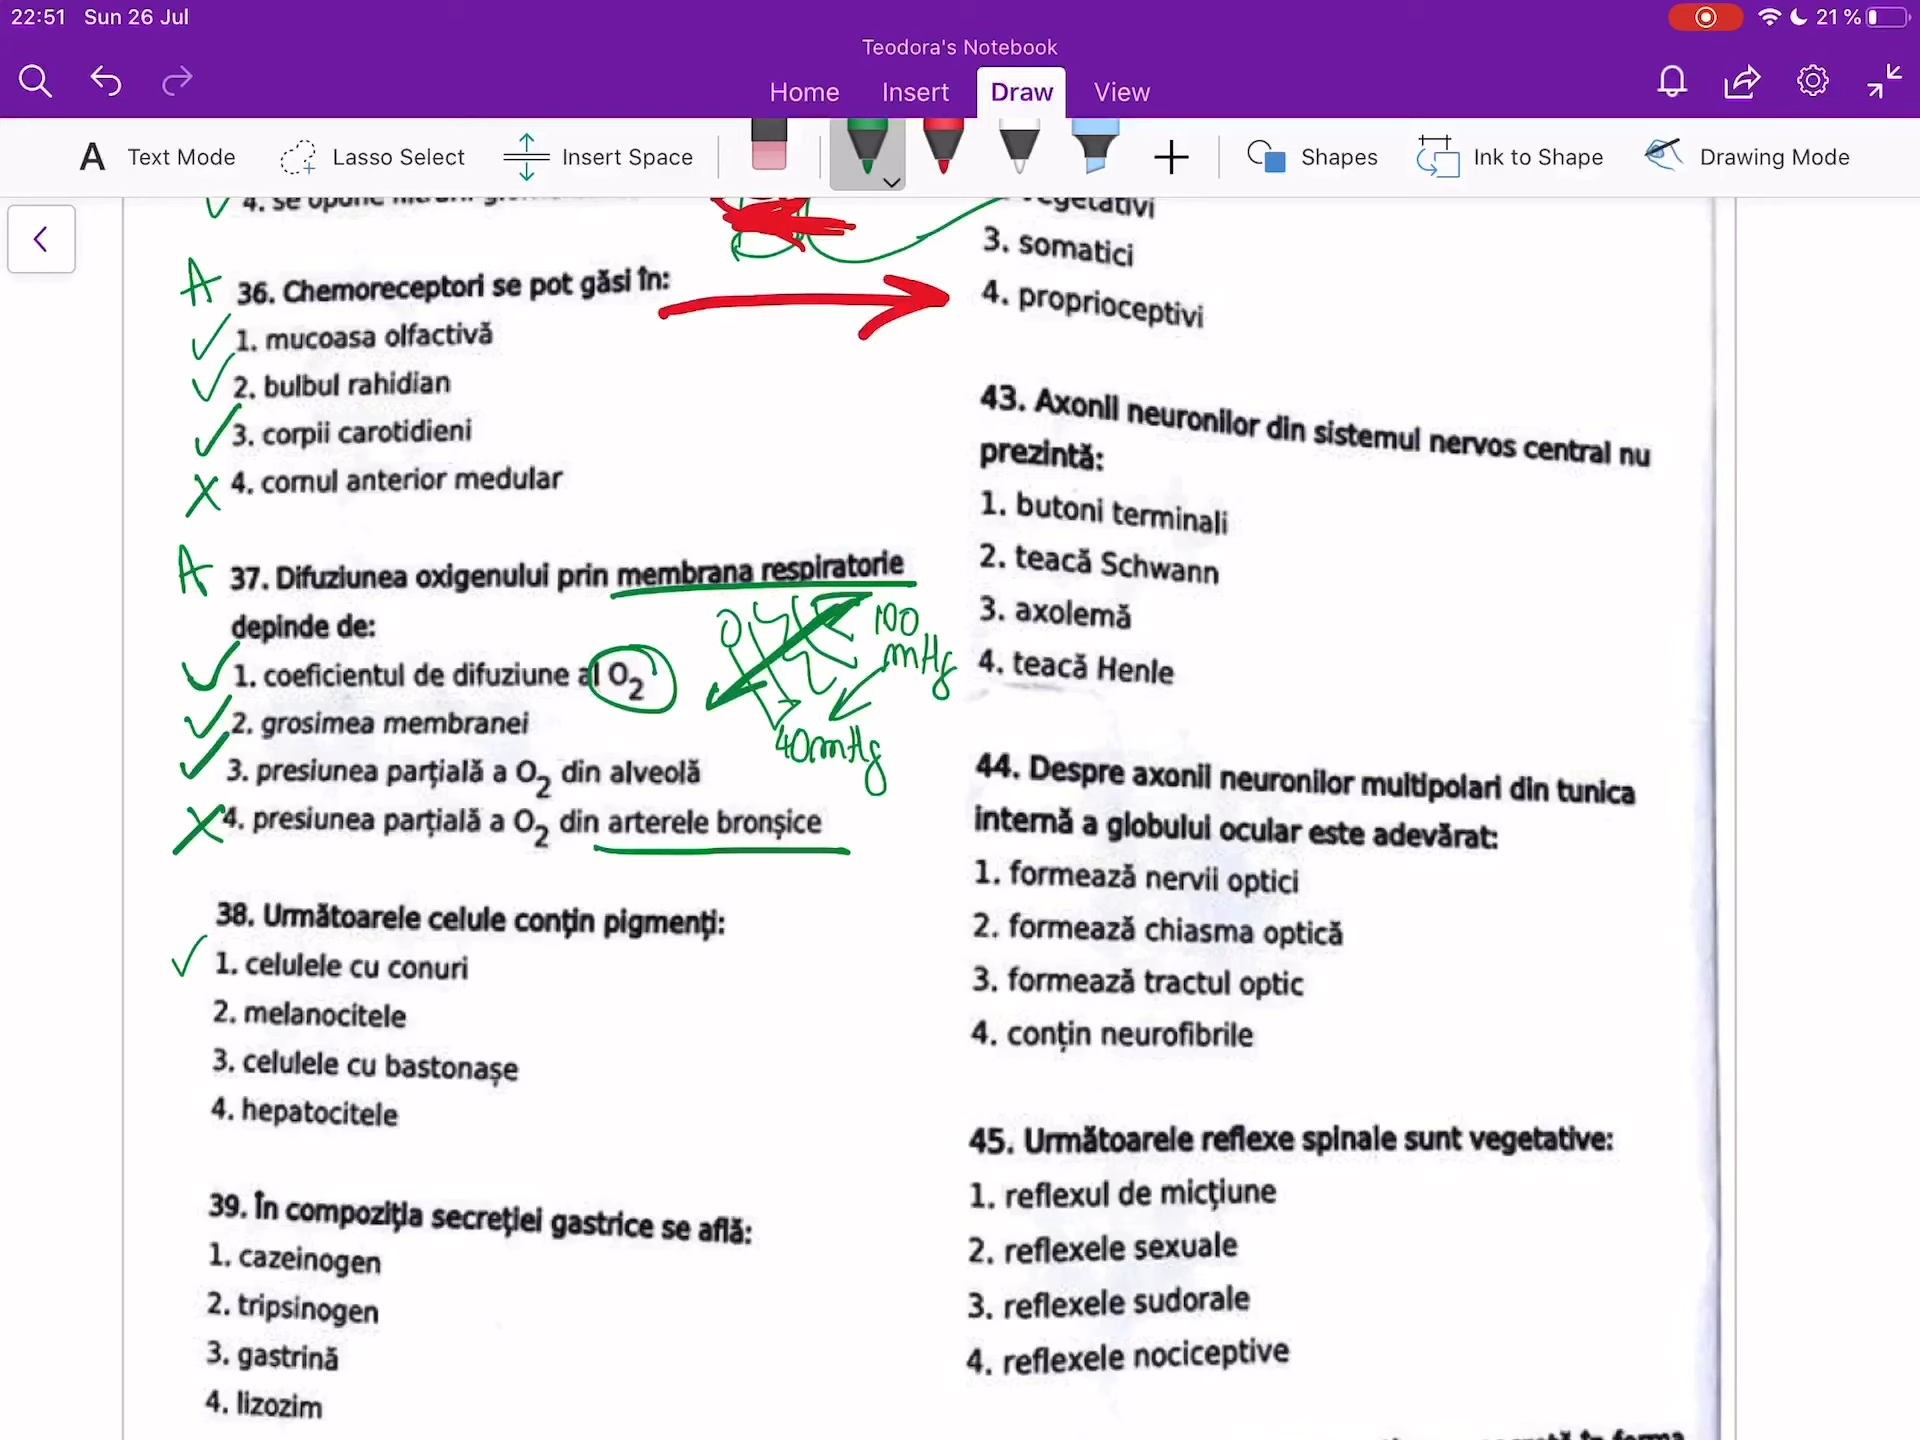 22:51 Sun 26 Jul
21 %
Teodora's Notebook
Home Insert Draw View
A Text Mode Lasso Select Insert Space Shapes Ink to Shape Drawing Mode
4. se opune
A 36. Chemoreceptori se pot găsi în:
1. mucoasa olfactivă
2. bulbul rahidian
3. corpii carotidieni
X 4. cornul anterior medular
A 37. Difuziunea oxigenului prin membrana respiratorie
depinde de:
100
mHg
1. coeficientul de difuziune al O2
2. grosimea membranei
40mHg
3. presiunea parțială a O2 din alveolă
X 4. presiunea parțială a O2 din arterele bronșice
38. Următoarele celule conțin pigmenți:
1. celulele cu conuri
2. melanocitele
3. celulele cu bastonașe
4. hepatocitele
39. În compoziția secreției gastrice se află:
1. cazeinogen
2. tripsinogen
3. gastrină
4. lizozim
vegetativi
3. somatici
4. proprioceptivi
43. Axonii neuronilor din sistemul nervos central nu
prezintă:
1. butoni terminali
2. teacă Schwann
3. axolemă
4. teacă Henle
44. Despre axonii neuronilor multipolari din tunica
internă a globului ocular este adevărat:
1. formează nervii optici
2. formează chiasma optică
3. formează tractul optic
4. conțin neurofibrile
45. Următoarele reflexe spinale sunt vegetative:
1. reflexul de micțiune
2. reflexele sexuale
3. reflexele sudorale
4. reflexele nociceptive